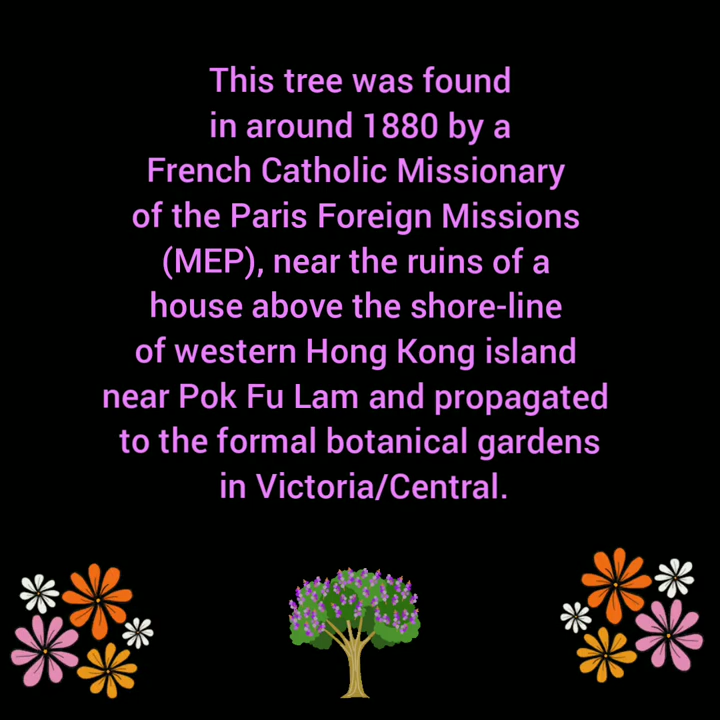 This tree was found
in around 1880 by a
French Catholic Missionary
of the Paris Foreign Missions
(MEP), near the ruins of a
house above the shore-line
of western Hong Kong island
near Pok Fu Lam and propagated
to the formal botanical gardens
in Victoria/Central.